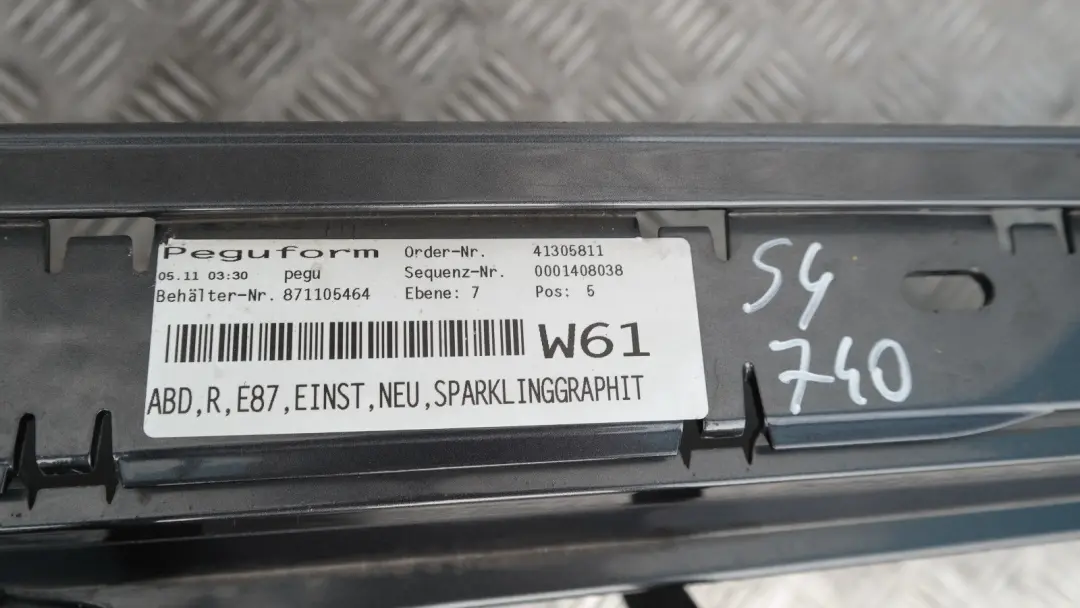 Peguform Order-Nr. 41305811
05.11 03:30 pegu Sequenz-Nr. 0001408038
Behälter-Nr. 871105464 Ebene: 7 Pos: 5
W61
ABD,R,E87,EINST,NEU,SPARKLINGGRAPHIT
S4
740